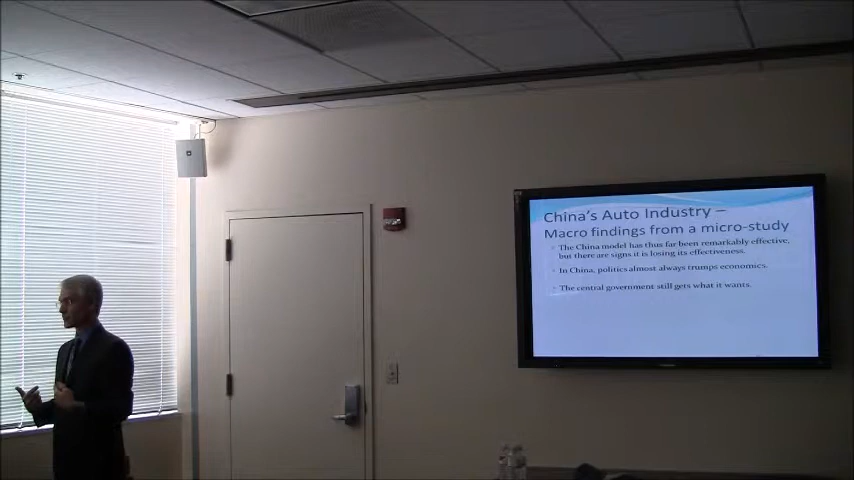 China's Auto Industry –
Macro findings from a micro-study
The China model has thus far been remarkably effective,
but there are signs it is losing its effectiveness.
In China, politics almost always trumps economics.
The central government still gets what it wants.